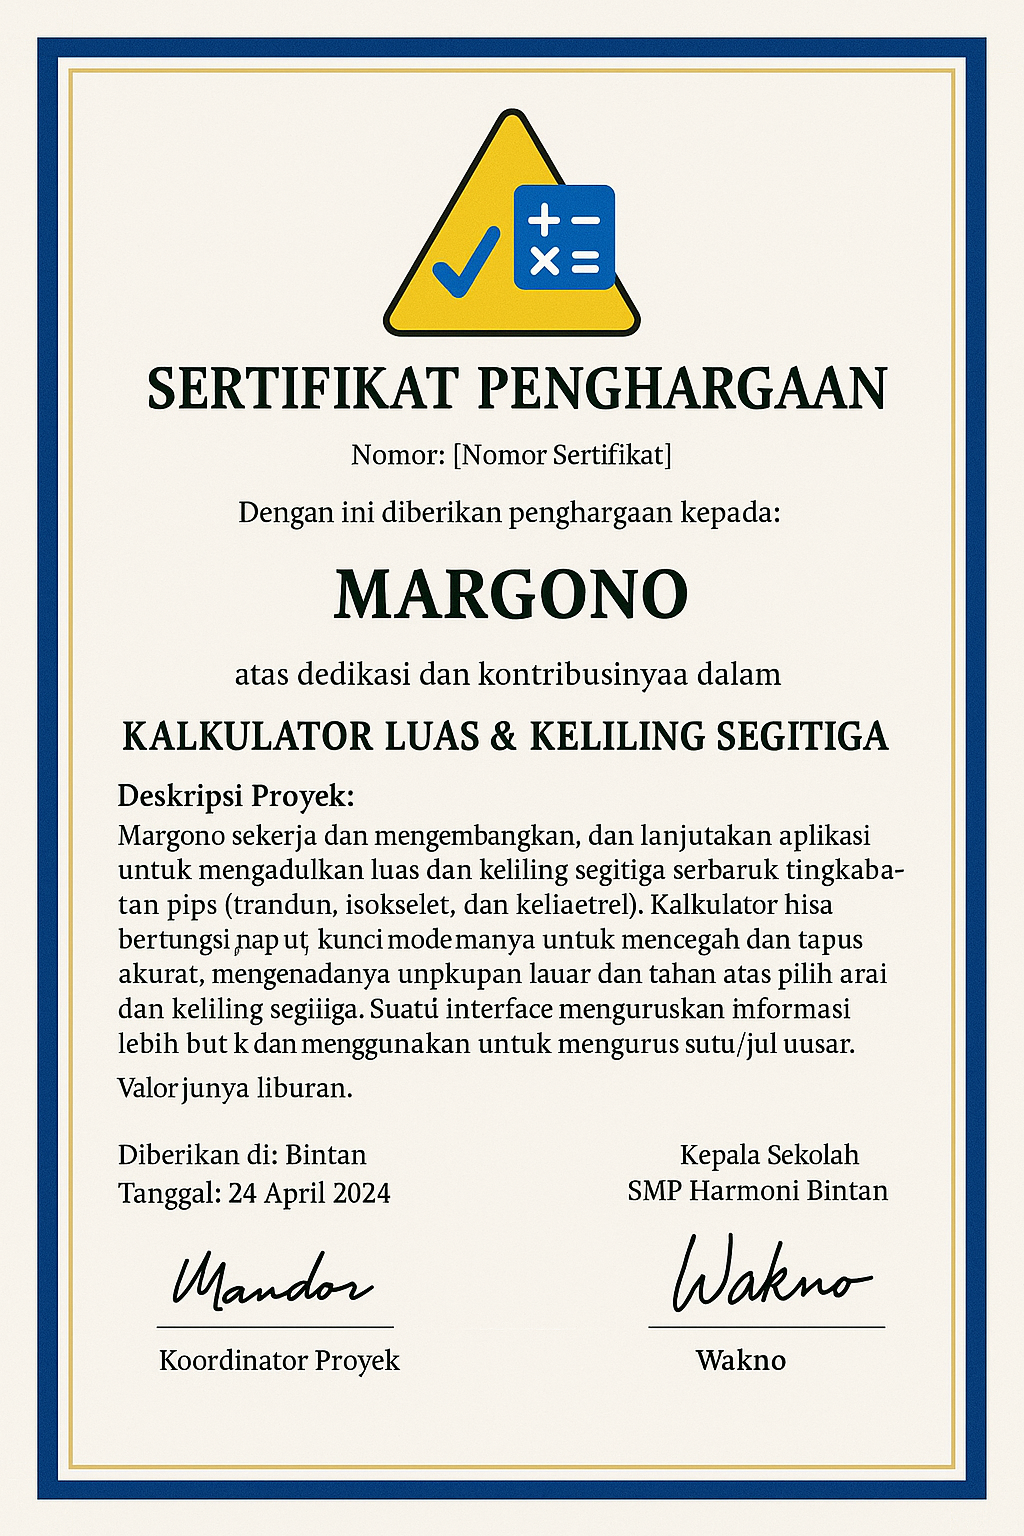 SERTIFIKAT PENGHARGAAN
Nomor: [Nomor Sertifikat]
Dengan ini diberikan penghargaan kepada:
MARGONO
atas dedikasi dan kontribusinyaa dalam
KALKULATOR LUAS & KELILING SEGITIGA
Deskripsi Proyek:
Margono sekerja dan mengembangkan, dan lanjutakan aplikasi
untuk mengadulkan luas dan keliling segitiga serbaruk tingkaba-
tan pips (trandun, isokselet, dan keliaetrel). Kalkulator hisa
bertungsi nap ut, kunci mode manya untuk mencegah dan tapus
akurat, mengenadanya unpkupan lauar dan tahan atas pilih arai
dan keliling segiiiga. Suatu interface menguruskan informasi
lebih but k dan menggunakan untuk mengurus sutu/jul uusar.
Valor junya liburan.
Diberikan di: Bintan
Tanggal: 24 April 2024
Kepala Sekolah
SMP Harmoni Bintan
Mandor
Wakno
Koordinator Proyek
Wakno